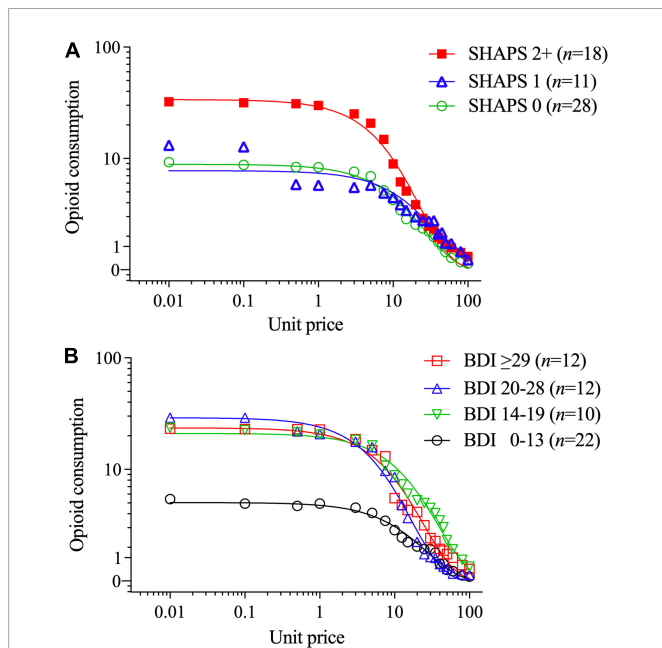 A
100
10
1
0
Opioid consumption
SHAPS 2+ (n=18)
SHAPS 1 (n=11)
SHAPS 0 (n=28)
0.01 0.1 1 10 100
Unit price
B
100
10
1
0
Opioid consumption
BDI ≥29 (n=12)
BDI 20-28 (n=12)
BDI 14-19 (n=10)
BDI 0-13 (n=22)
0.01 0.1 1 10 100
Unit price